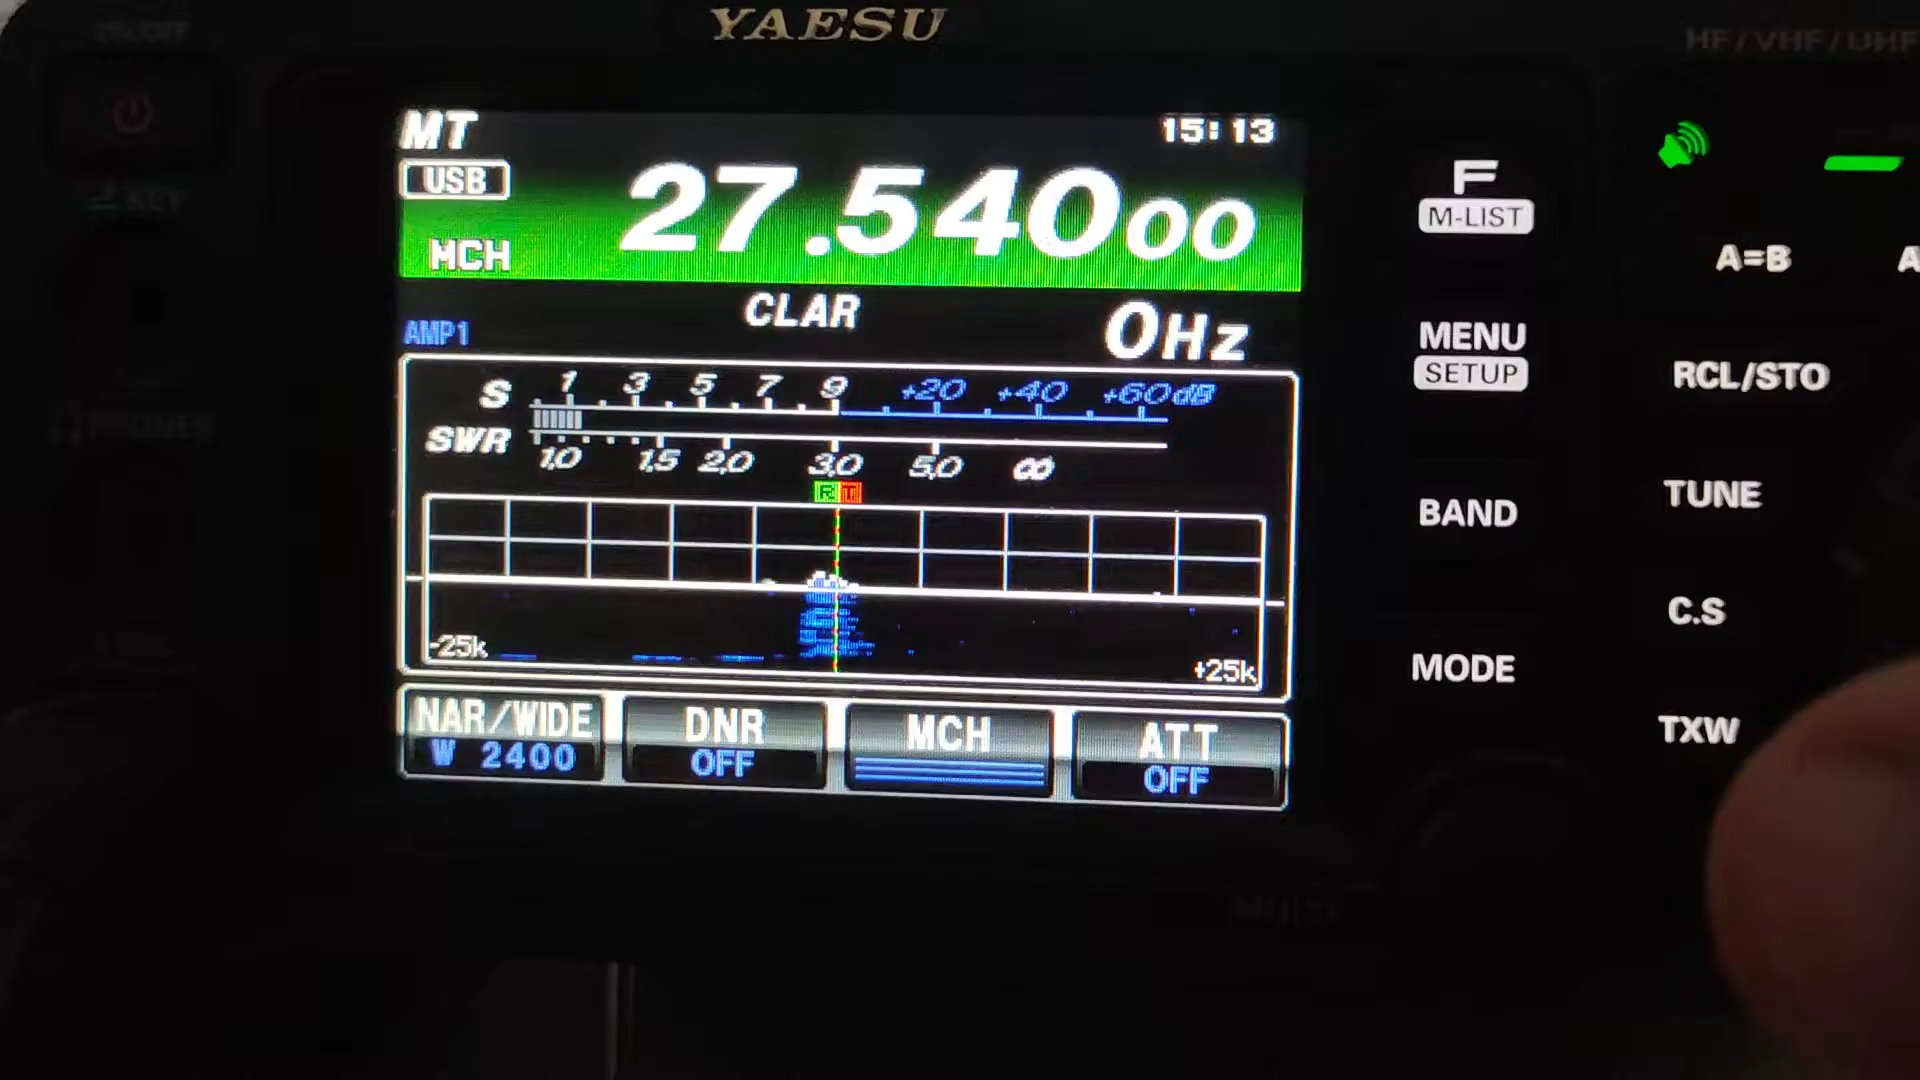 YAESU
HF/VHF/UHF
ON/OFF
MT
15:13
USB
27.54000
MCH
CLAR
0Hz
AMP1
S 1 3 5 7 9 +20 +40 +60dB
SWR
1,0 1,5 2,0 3,0 5,0 ∞
R T
-25k
+25k
NAR/WIDE
W 2400
DNR
OFF
MCH
ATT
OFF
KEY
PHONES
F
M-LIST
MENU
SETUP
BAND
MODE
A=B
RCL/STO
TUNE
C.S
TXW
MULTI